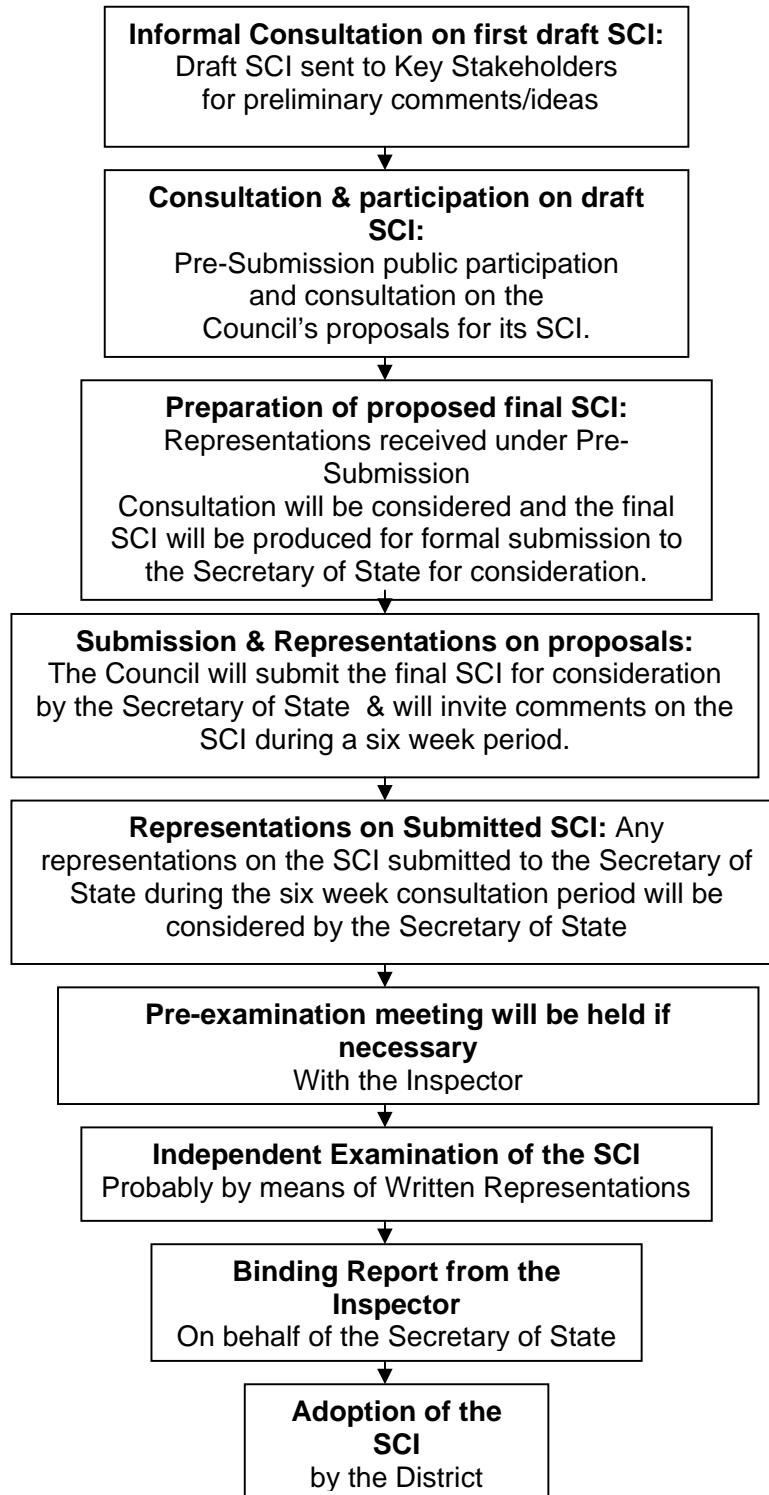 Informal Consultation on first draft SCI:
Draft SCI sent to Key Stakeholders
for preliminary comments/ideas
Consultation & participation on draft
SCI:
Pre-Submission public participation
and consultation on the
Council's proposals for its SCI.
Preparation of proposed final SCI:
Representations received under Pre-
Submission
Consultation will be considered and the final
SCI will be produced for formal submission to
the Secretary of State for consideration.
Submission & Representations on proposals:
The Council will submit the final SCI for consideration
by the Secretary of State & will invite comments on the
SCI during a six week period.
Representations on Submitted SCI: Any
representations on the SCI submitted to the Secretary of
State during the six week consultation period will be
considered by the Secretary of State
Pre-examination meeting will be held if
necessary
With the Inspector
Independent Examination of the SCI
Probably by means of Written Representations
Binding Report from the
Inspector
On behalf of the Secretary of State
Adoption of the
SCI
by the District